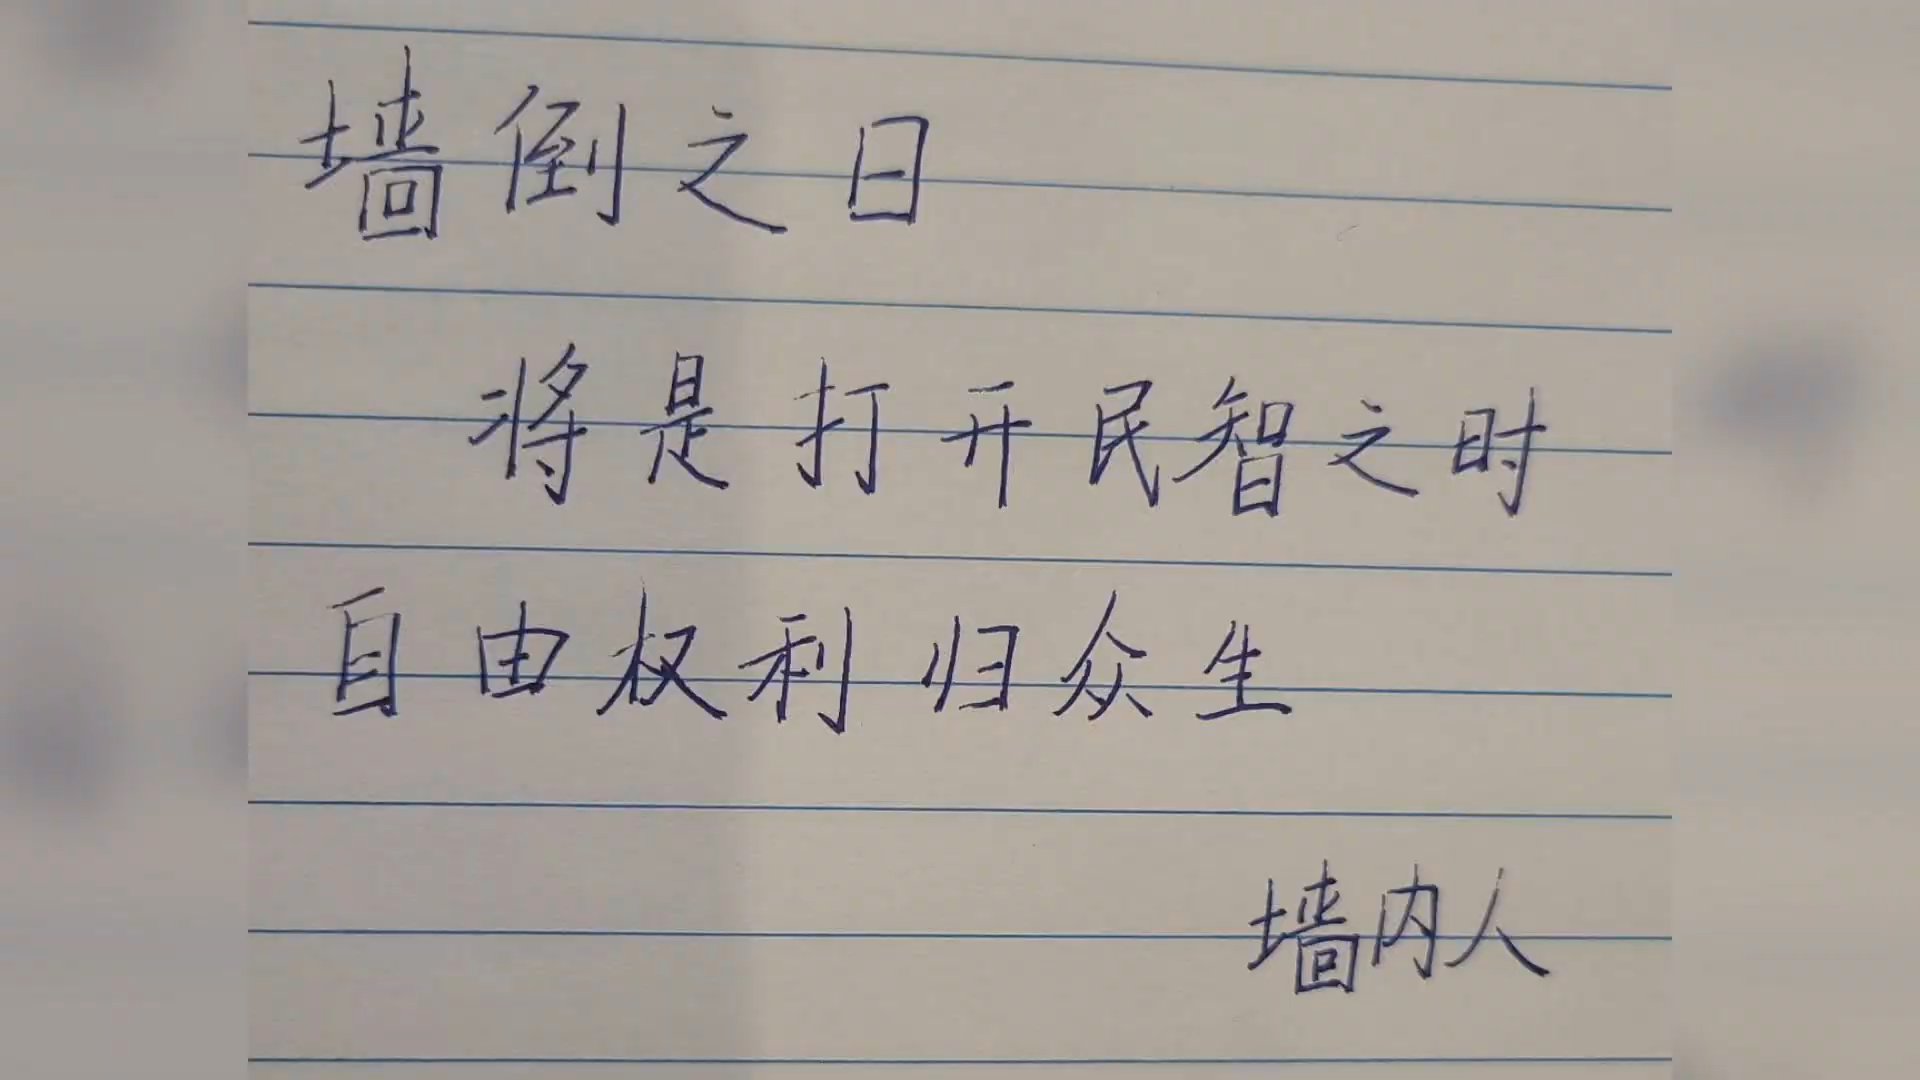 墙倒之日
将是打开民智之时
自由权利归众生
墙内人